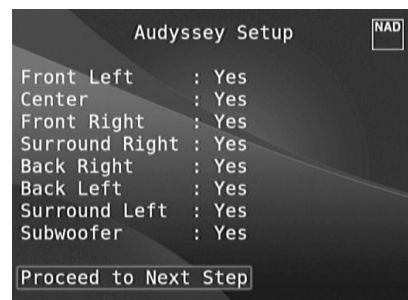 Audyssey Setup
NAD
Front Left : Yes
Center : Yes
Front Right : Yes
Surround Right : Yes
Back Right : Yes
Back Left : Yes
Surround Left : Yes
Subwoofer : Yes
Proceed to Next Step